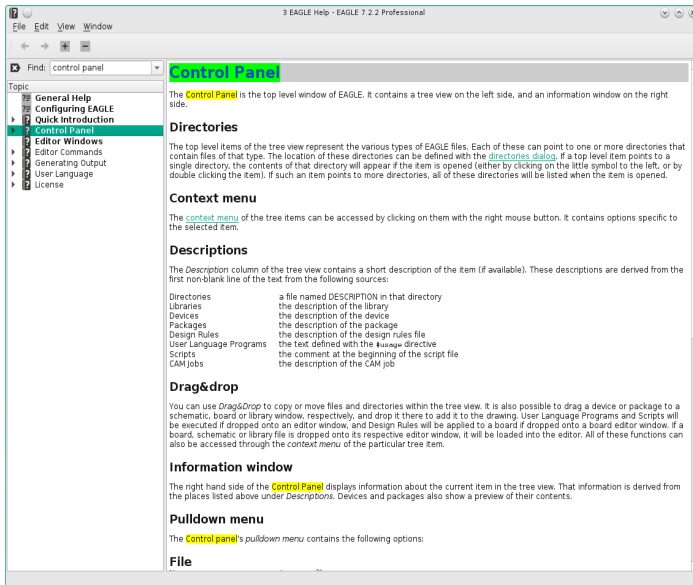 3 EAGLE Help - EAGLE 7.2.2 Professional
File Edit View Window
Find: control panel
Topic
General Help
Configuring EAGLE
Quick Introduction
Control Panel
Editor Windows
Editor Commands
Generating Output
User Language
License
Control Panel
The Control Panel is the top level window of EAGLE. It contains a tree view on the left side, and an information window on the right
side.
Directories
The top level items of the tree view represent the various types of EAGLE files. Each of these can point to one or more directories that
contain files of that type. The location of these directories can be defined with the directories dialog. If a top level item points to a
single directory, the contents of that directory will appear if the item is opened (either by clicking on the little symbol to the left, or by
double clicking the item). If such an item points to more directories, all of these directories will be listed when the item is opened.
Context menu
The context menu of the tree items can be accessed by clicking on them with the right mouse button. It contains options specific to
the selected item.
Descriptions
The Description column of the tree view contains a short description of the item (if available). These descriptions are derived from the
first non-blank line of the text from the following sources:
Directories a file named DESCRIPTION in that directory
Libraries the description of the library
Devices the description of the device
Packages the description of the package
Design Rules the description of the design rules file
User Language Programs the text defined with the #usage directive
Scripts the comment at the beginning of the script file
CAM Jobs the description of the CAM job
Drag&drop
You can use Drag&Drop to copy or move files and directories within the tree view. It is also possible to drag a device or package to a
schematic, board or library window, respectively, and drop it there to add it to the drawing. User Language Programs and Scripts will
be executed if dropped onto an editor window, and Design Rules will be applied to a board if dropped onto a board editor window. If a
board, schematic or library file is dropped onto its respective editor window, it will be loaded into the editor. All of these functions can
also be accessed through the context menu of the particular tree item.
Information window
The right hand side of the Control Panel displays information about the current item in the tree view. That information is derived from
the places listed above under Descriptions. Devices and packages also show a preview of their contents.
Pulldown menu
The Control panel's pulldown menu contains the following options:
File